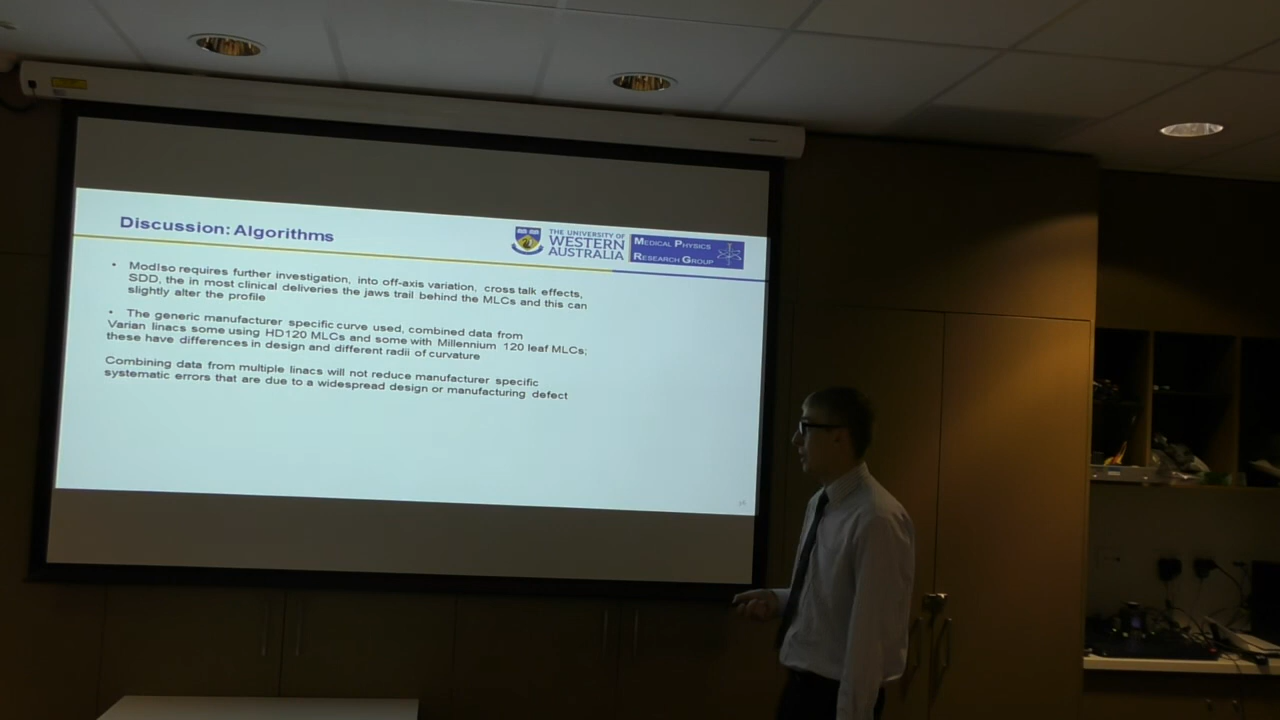 Discussion: Algorithms
THE UNIVERSITY OF
WESTERN
AUSTRALIA
MEDICAL PHYSICS
RESEARCH GROUP
• ModIso requires further investigation, into off-axis variation, cross talk effects,
SDD, the in most clinical deliveries the jaws trail behind the MLCs and this can
slightly alter the profile
• The generic manufacturer specific curve used, combined data from
Varian linacs some using HD120 MLCs and some with Millennium 120 leaf MLCs;
these have differences in design and different radii of curvature
Combining data from multiple linacs will not reduce manufacturer specific
systematic errors that are due to a widespread design or manufacturing defect